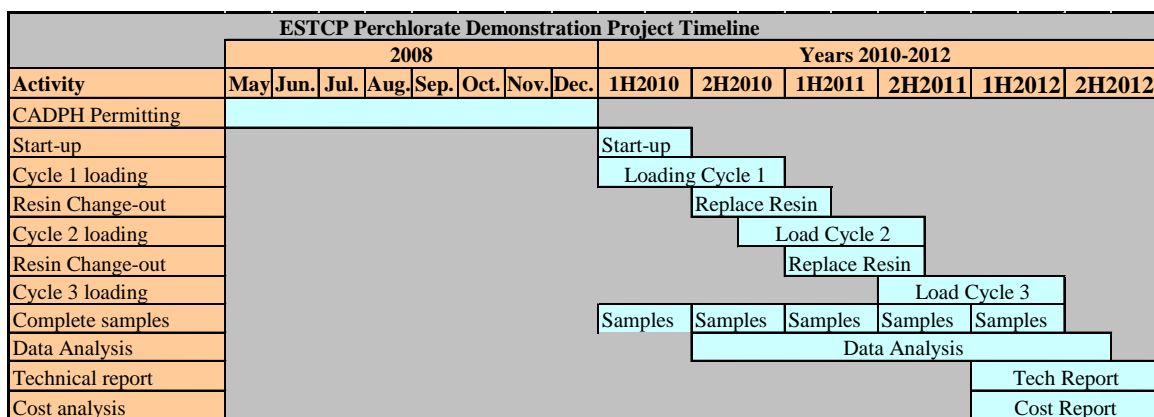 ESTCP Perchlorate Demonstration Project Timeline
2008 Years 2010-2012
Activity May Jun. Jul. Aug. Sep. Oct. Nov. Dec. 1H2010 2H2010 1H2011 2H2011 1H2012 2H2012
CADPH Permitting
Start-up Start-up
Cycle 1 loading Loading Cycle 1
Resin Change-out Replace Resin
Cycle 2 loading Load Cycle 2
Resin Change-out Replace Resin
Cycle 3 loading Load Cycle 3
Complete samples Samples Samples Samples Samples Samples
Data Analysis Data Analysis
Technical report Tech Report
Cost analysis Cost Report